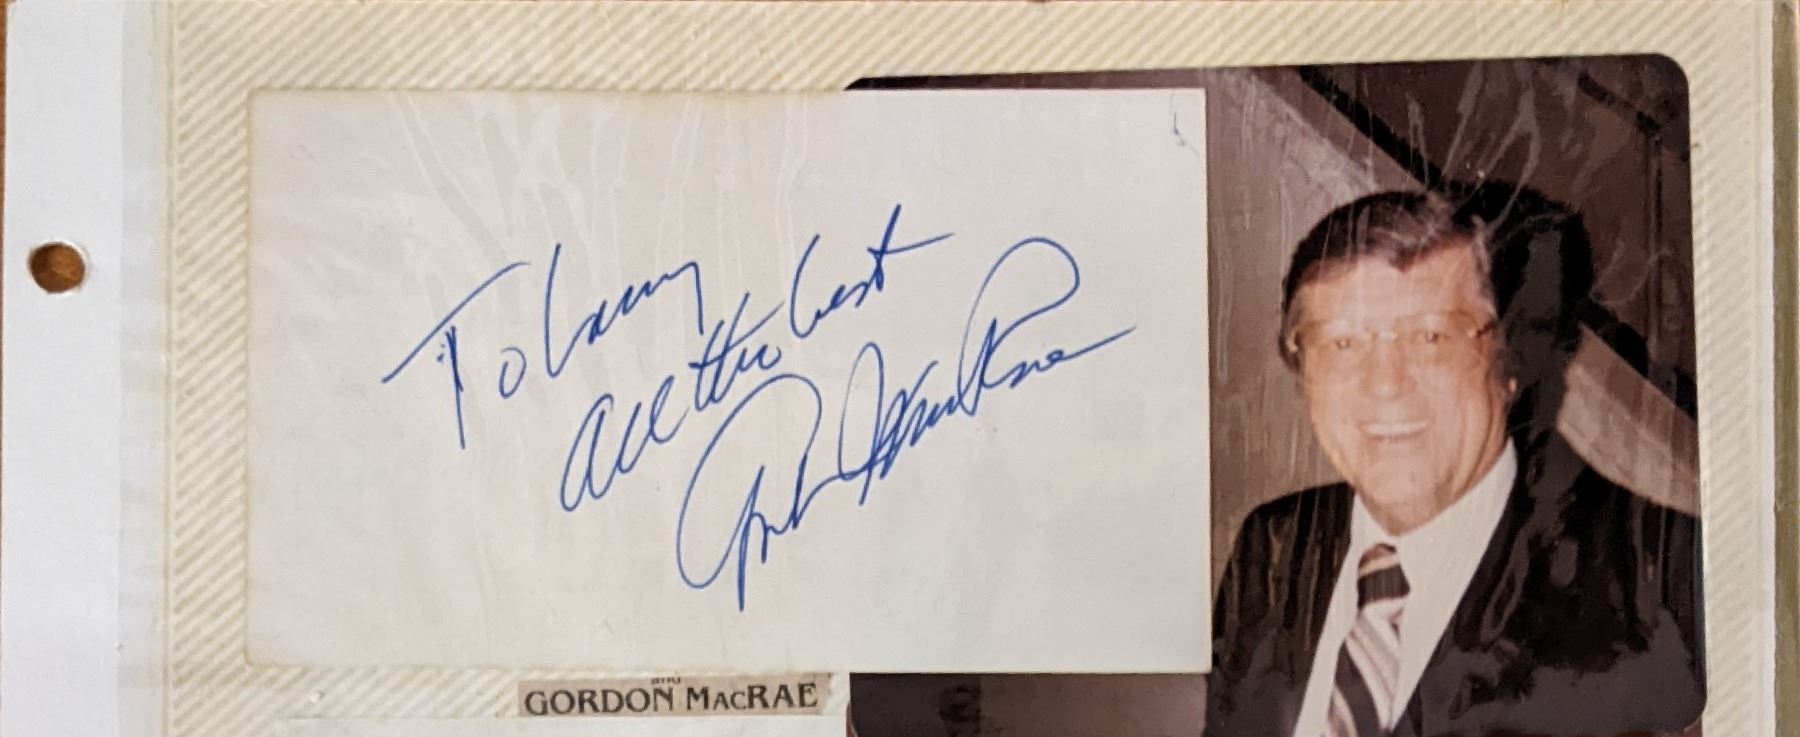 To Larry
All the best
Gordon MacRae
and
GORDON MACRAE